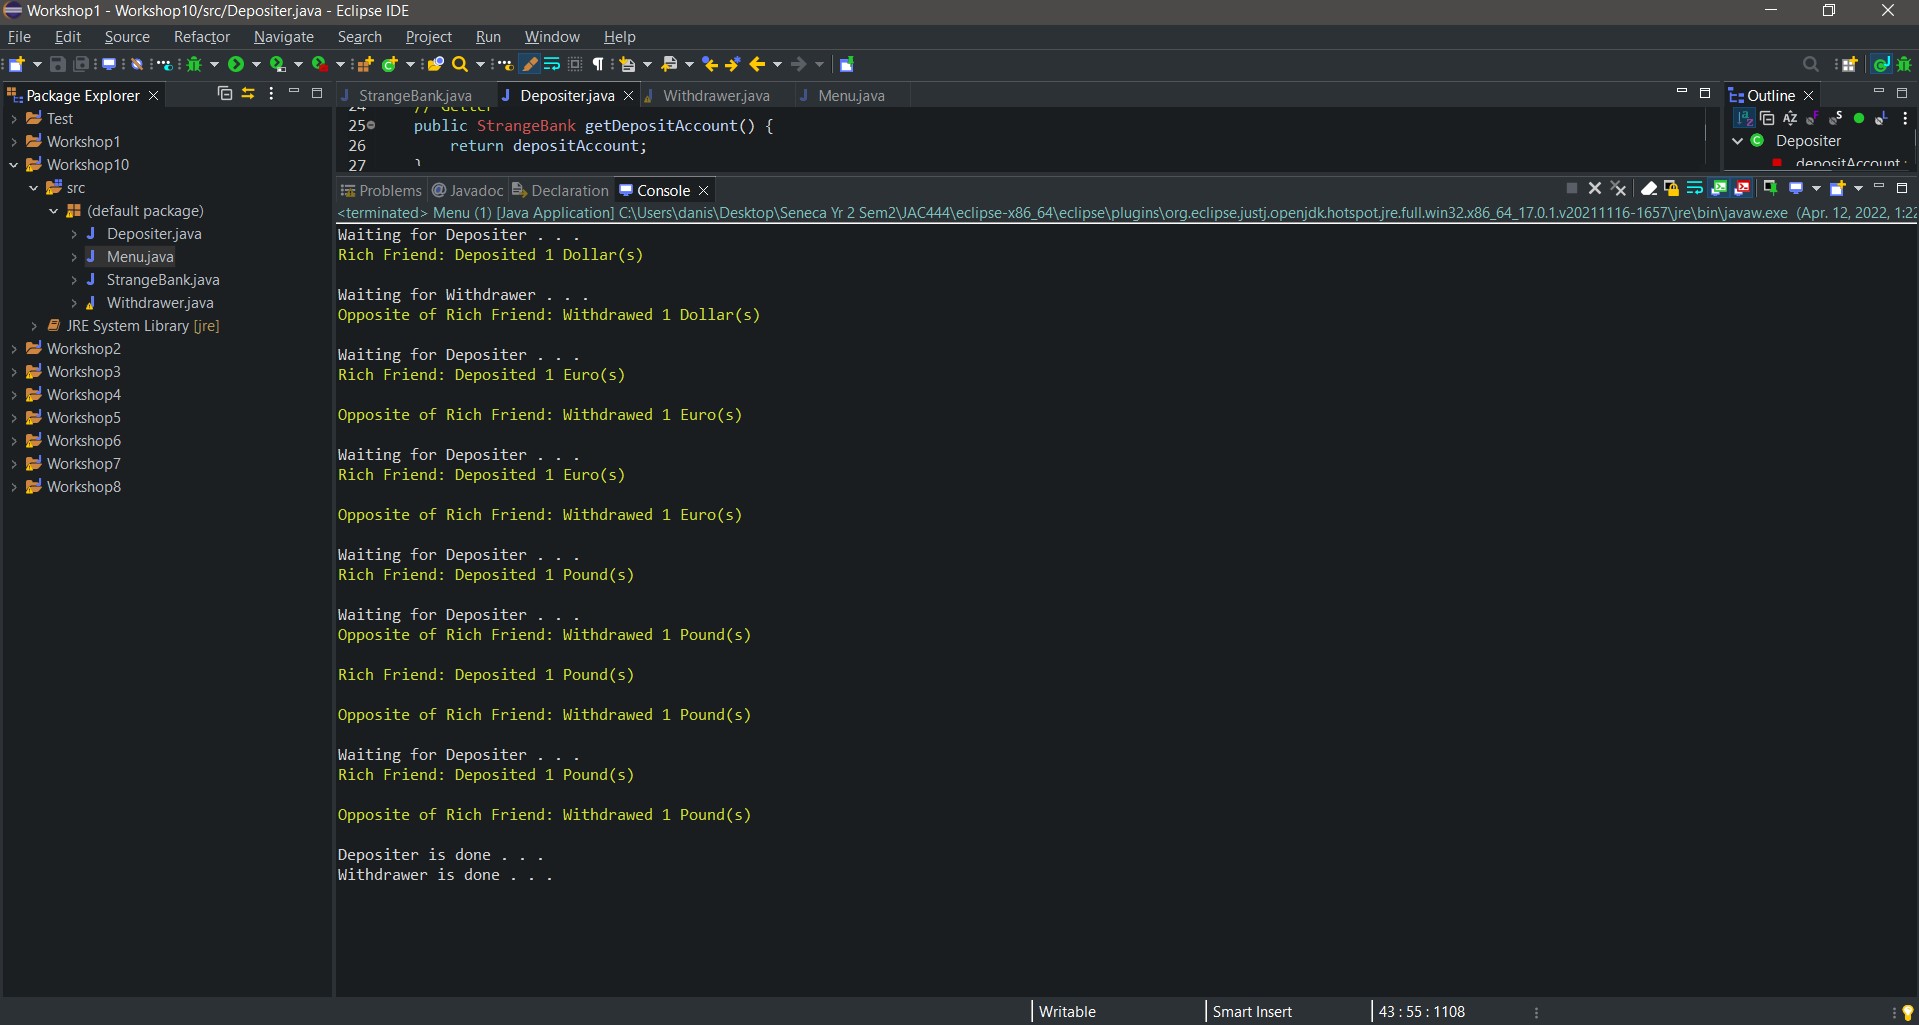 Workshop1 - Workshop10/src/Depositer.java - Eclipse IDE
File Edit Source Refactor Navigate Search Project Run Window Help
Package Explorer
Test
Workshop1
Workshop10
src
(default package)
Depositer.java
Menu.java
StrangeBank.java
Withdrawer.java
JRE System Library [jre]
Workshop2
Workshop3
Workshop4
Workshop5
Workshop6
Workshop7
Workshop8
StrangeBank.java Depositer.java Withdrawer.java Menu.java
24 // Getter
25 public StrangeBank getDepositAccount() {
26 return depositAccount;
27 }
Outline
Depositer
depositAccount :
Problems @ Javadoc Declaration Console
<terminated> Menu (1) [Java Application] C:\Users\danis\Desktop\Seneca Yr 2 Sem2\JAC444\eclipse-x86_64\eclipse\plugins\org.eclipse.justj.openjdk.hotspot.jre.full.win32.x86_64_17.0.1.v20211116-1657\jre\bin\javaw.exe (Apr. 12, 2022, 1:22
Waiting for Depositer . . .
Rich Friend: Deposited 1 Dollar(s)
Waiting for Withdrawer . . .
Opposite of Rich Friend: Withdrawed 1 Dollar(s)
Waiting for Depositer . . .
Rich Friend: Deposited 1 Euro(s)
Opposite of Rich Friend: Withdrawed 1 Euro(s)
Waiting for Depositer . . .
Rich Friend: Deposited 1 Euro(s)
Opposite of Rich Friend: Withdrawed 1 Euro(s)
Waiting for Depositer . . .
Rich Friend: Deposited 1 Pound(s)
Waiting for Depositer . . .
Opposite of Rich Friend: Withdrawed 1 Pound(s)
Rich Friend: Deposited 1 Pound(s)
Opposite of Rich Friend: Withdrawed 1 Pound(s)
Waiting for Depositer . . .
Rich Friend: Deposited 1 Pound(s)
Opposite of Rich Friend: Withdrawed 1 Pound(s)
Depositer is done . . .
Withdrawer is done . . .
Writable Smart Insert 43 : 55 : 1108